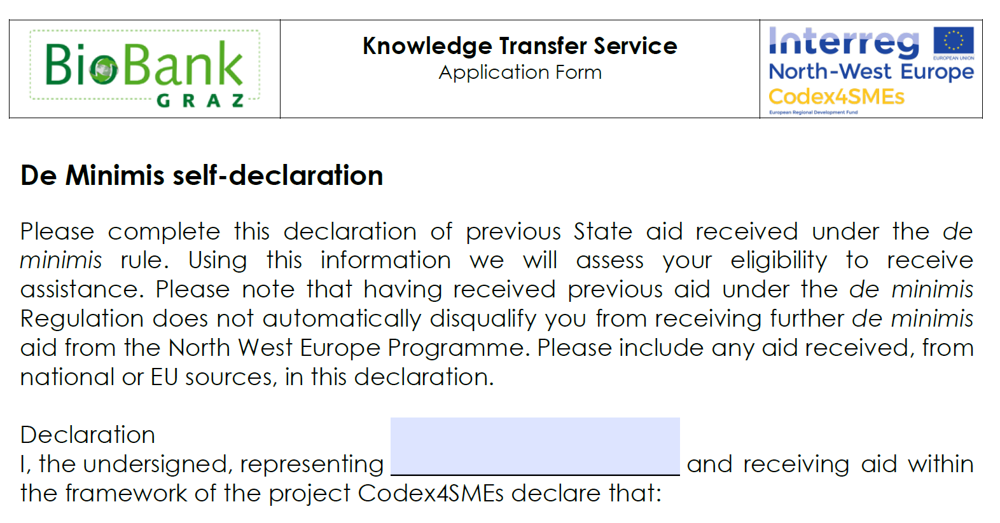 BioBank
GRAZ
Knowledge Transfer Service
Application Form
Interreg
EUROPEAN UNION
North-West Europe
Codex4SMEs
European Regional Development Fund
De Minimis self-declaration
Please complete this declaration of previous State aid received under the de
minimis rule. Using this information we will assess your eligibility to receive
assistance. Please note that having received previous aid under the de minimis
Regulation does not automatically disqualify you from receiving further de minimis
aid from the North West Europe Programme. Please include any aid received, from
national or EU sources, in this declaration.
Declaration
I, the undersigned, representing and receiving aid within
the framework of the project Codex4SMEs declare that: